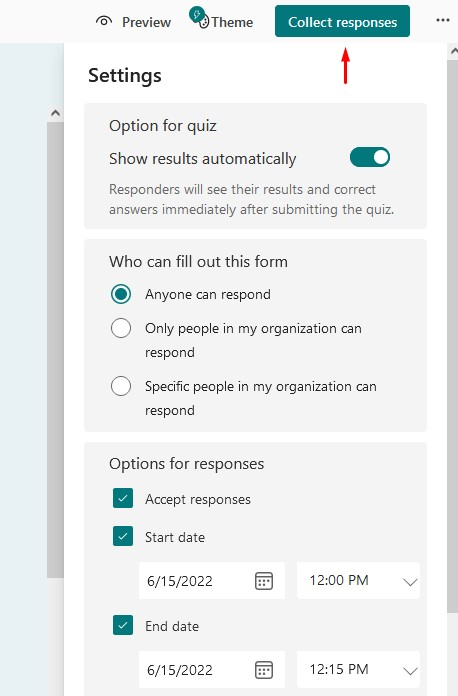 Preview Theme Collect responses
Settings
Option for quiz
Show results automatically
Responders will see their results and correct
answers immediately after submitting the quiz.
Who can fill out this form
Anyone can respond
Only people in my organization can
respond
Specific people in my organization can
respond
Options for responses
Accept responses
Start date
6/15/2022 12:00 PM
End date
6/15/2022 12:15 PM